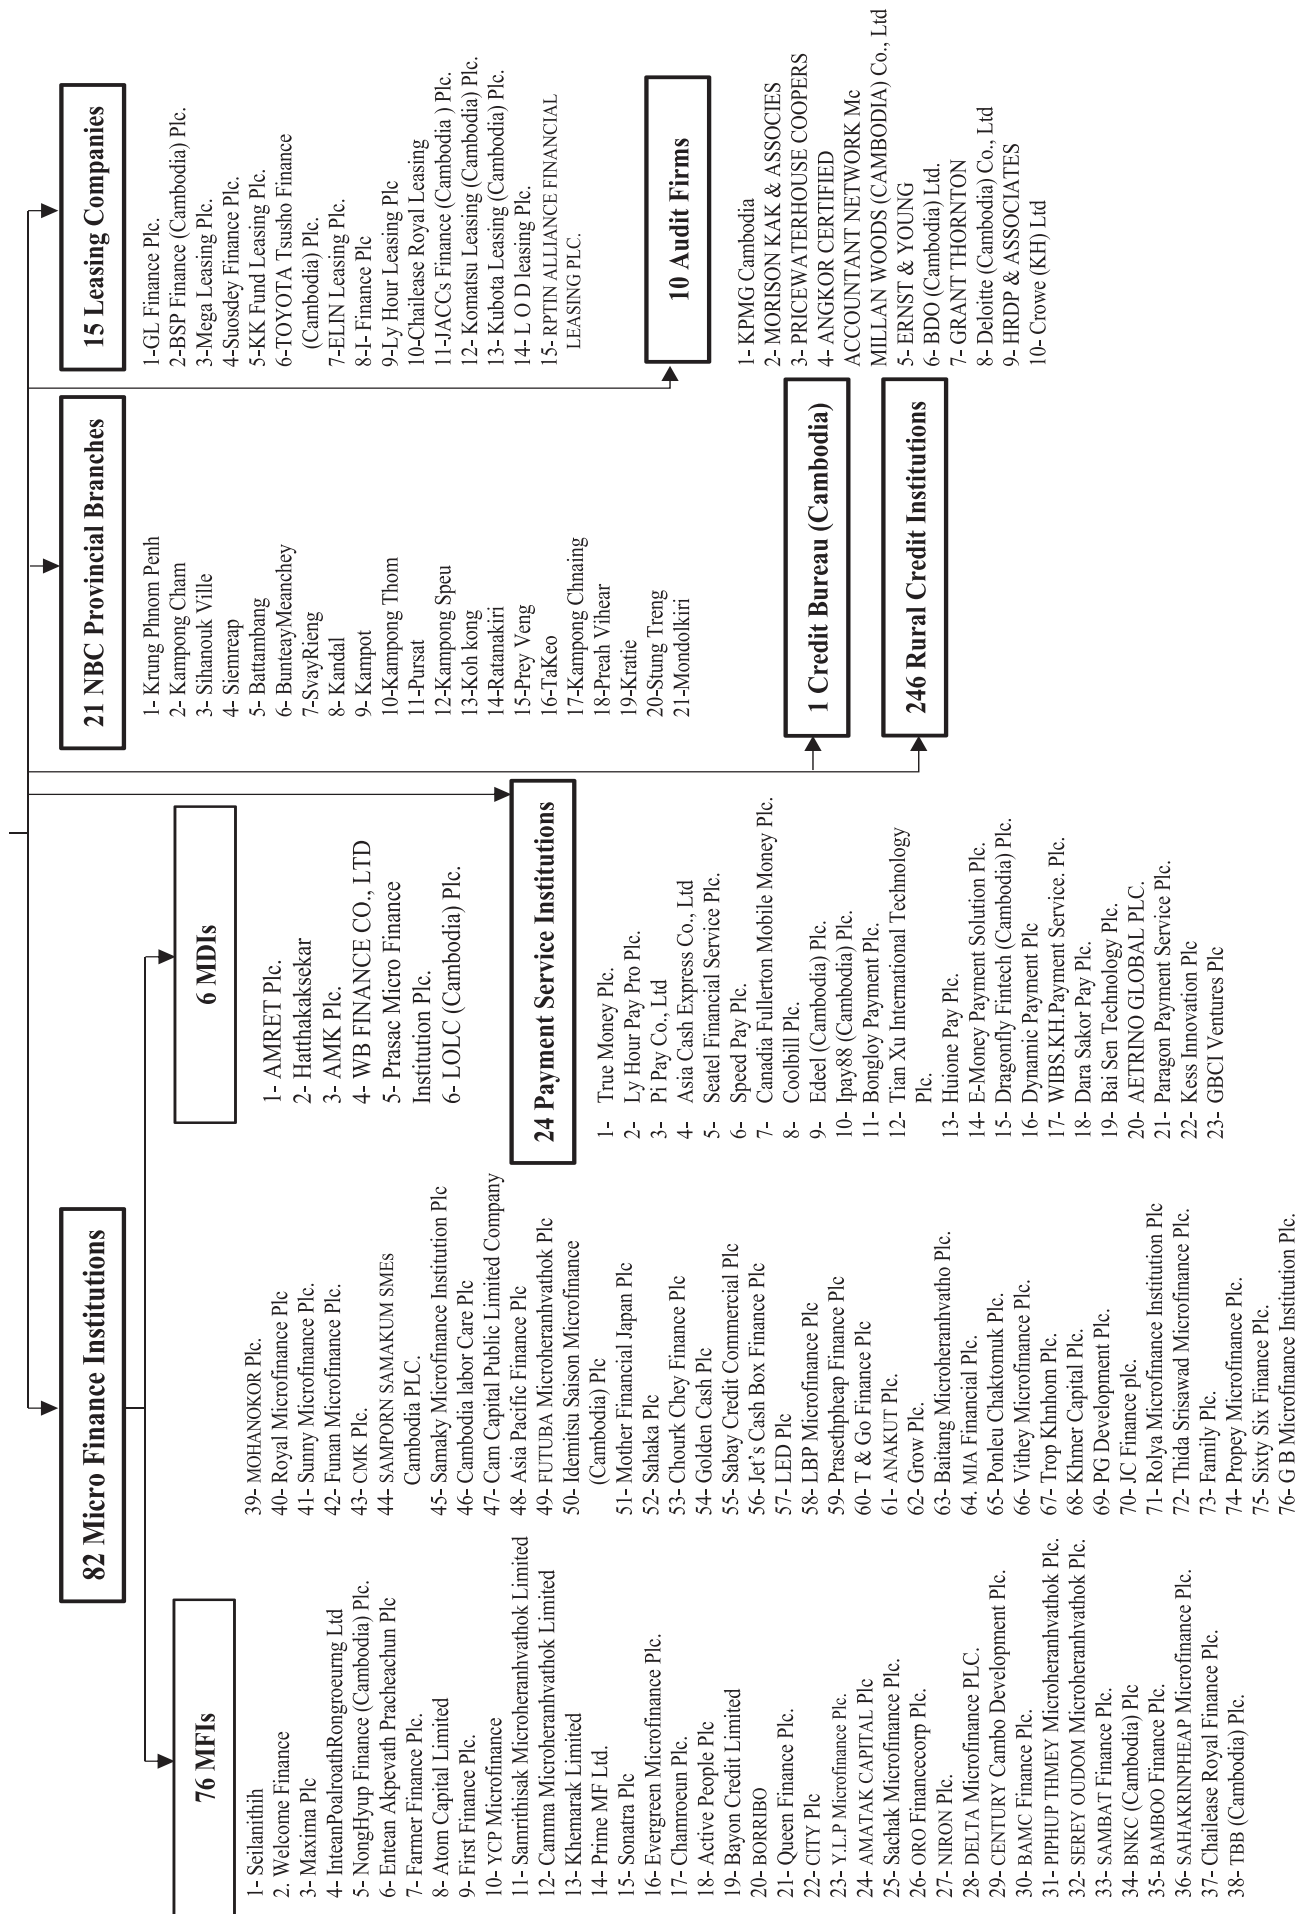 82 Micro Finance Institutions
76 MFIs
1- Seilanithih
2. Welcome Finance
3- Maxima Plc
4- InteanPoalroathRongroeurng Ltd
5- NongHyup Finance (Cambodia) Plc.
6- Entean Akpevath Pracheachun Plc
7- Farmer Finance Plc.
8- Atom Capital Limited
9- First Finance Plc.
10- YCP Microfinance
11- Samrithisak Microheranhvathok Limited
12- Camma Microheranhvathok Limited
13- Khemarak Limited
14- Prime MF Ltd.
15- Sonatra Plc
16- Evergreen Microfinance Plc.
17- Chamroeun Plc.
18- Active People Plc
19- Bayon Credit Limited
20- BORRIBO
21- Queen Finance Plc.
22- CITY Plc
23- Y.L.P Microfinance Plc.
24- AMATAK CAPITAL Plc
25- Sachak Microfinance Plc.
26- ORO Financecorp Plc.
27- NIRON Plc.
28- DELTA Microfinance PLC.
29- CENTURY Cambo Development Plc.
30- BAMC Finance Plc.
31- PIPHUP THMEY Microheranhvathok Plc.
32- SEREY OUDOM Microheranhvathok Plc.
33- SAMBAT Finance Plc.
34- BNKC (Cambodia) Plc
35- BAMBOO Finance Plc.
36- SAHAKRINPHEAP Microfinance Plc.
37- Chailease Royal Finance Plc.
38- TBB (Cambodia) Plc.
39- MOHANOKOR Plc.
40- Royal Microfinance Plc
41- Sunny Microfinance Plc.
42- Funan Microfinance Plc.
43- CMK Plc.
44- SAMPORN SAMAKUM SMEs
Cambodia PLC.
45- Samaky Microfinance Institution Plc
46- Cambodia labor Care Plc
47- Cam Capital Public Limited Company
48- Asia Pacific Finance Plc
49- FUTUBA Microheranhvathok Plc
50- Idemitsu Saison Microfinance
(Cambodia) Plc
51- Mother Financial Japan Plc
52- Sahaka Plc
53- Chourk Chey Finance Plc
54- Golden Cash Plc
55- Sabay Credit Commercial Plc
56- Jet's Cash Box Finance Plc
57- LED Plc
58- LBP Microfinance Plc
59- Prasethpheap Finance Plc
60- T & Go Finance Plc
61- ANAKUT Plc.
62- Grow Plc.
63- Baitang Microheranhvatho Plc.
64. MIA Financial Plc.
65- Ponleu Chaktomuk Plc.
66- Vithey Microfinance Plc.
67- Trop Khnhom Plc.
68- Khmer Capital Plc.
69- PG Development Plc.
70- JC Finance plc.
71- Rolya Microfinance Institution Plc
72- Thida Srisawad Microfinance Plc.
73- Family Plc.
74- Propey Microfinance Plc.
75- Sixty Six Finance Plc.
76- G B Microfinance Institution Plc.
6 MDIs
1- AMRET Plc.
2- Hatthakaksekar
3- AMK Plc.
4- WB FINANCE CO., LTD
5- Prasac Micro Finance
Institution Plc.
6- LOLC (Cambodia) Plc.
24 Payment Service Institutions
1- True Money Plc.
2- Ly Hour Pay Pro Plc.
3- Pi Pay Co., Ltd
4- Asia Cash Express Co., Ltd
5- Seatel Financial Service Plc.
6- Speed Pay Plc.
7- Canadia Fullerton Mobile Money Plc.
8- Coolbill Plc.
9- Edeel (Cambodia) Plc.
10- Ipay88 (Cambodia) Plc.
11- Bongloy Payment Plc.
12- Tian Xu International Technology
Plc.
13- Huione Pay Plc.
14- E-Money Payment Solution Plc.
15- Dragonfly Fintech (Cambodia) Plc.
16- Dynamic Payment Plc
17- WIBS.KH.Payment Service. Plc.
18- Dara Sakor Pay Plc.
19- Bai Sen Technology Plc.
20- AETRINO GLOBAL PLC.
21- Paragon Payment Service Plc.
22- Kess Innovation Plc
23- GBCI Ventures Plc
21 NBC Provincial Branches
1- Krung Phnom Penh
2- Kampong Cham
3- Sihanouk Ville
4- Siemreap
5- Battambang
6- BunteayMeanchey
7-SvayRieng
8- Kandal
9- Kampot
10-Kampong Thom
11-Pursat
12-Kampong Speu
13-Koh kong
14-Ratanakiri
15-Prey Veng
16-TaKeo
17-Kampong Chnaing
18-Preah Vihear
19-Kratie
20-Stung Treng
21-Mondolkiri
1 Credit Bureau (Cambodia)
246 Rural Credit Institutions
15 Leasing Companies
1-GL Finance Plc.
2-BSP Finance (Cambodia) Plc.
3-Mega Leasing Plc.
4-Suosdey Finance Plc.
5-KK Fund Leasing Plc.
6-TOYOTA Tsusho Finance
(Cambodia) Plc.
7-ELIN Leasing Plc.
8-I- Finance Plc
9-Ly Hour Leasing Plc
10-Chailease Royal Leasing
11-JACCs Finance (Cambodia ) Plc.
12- Komatsu Leasing (Cambodia) Plc.
13- Kubota Leasing (Cambodia) Plc.
14- L O D leasing Plc.
15- RPTIN ALLIANCE FINANCIAL
LEASING PLC.
10 Audit Firms
1- KPMG Cambodia
2- MORISON KAK & ASSOCIES
3- PRICEWATERHOUSE COOPERS
4- ANGKOR CERTIFIED
ACCOUNTANT NETWORK Mc
MILLAN WOODS (CAMBODIA) Co., Ltd
5- ERNST & YOUNG
6- BDO (Cambodia) Ltd.
7- GRANT THORNTON
8- Deloitte (Cambodia) Co., Ltd
9- HRDP & ASSOCIATES
10- Crowe (KH) Ltd